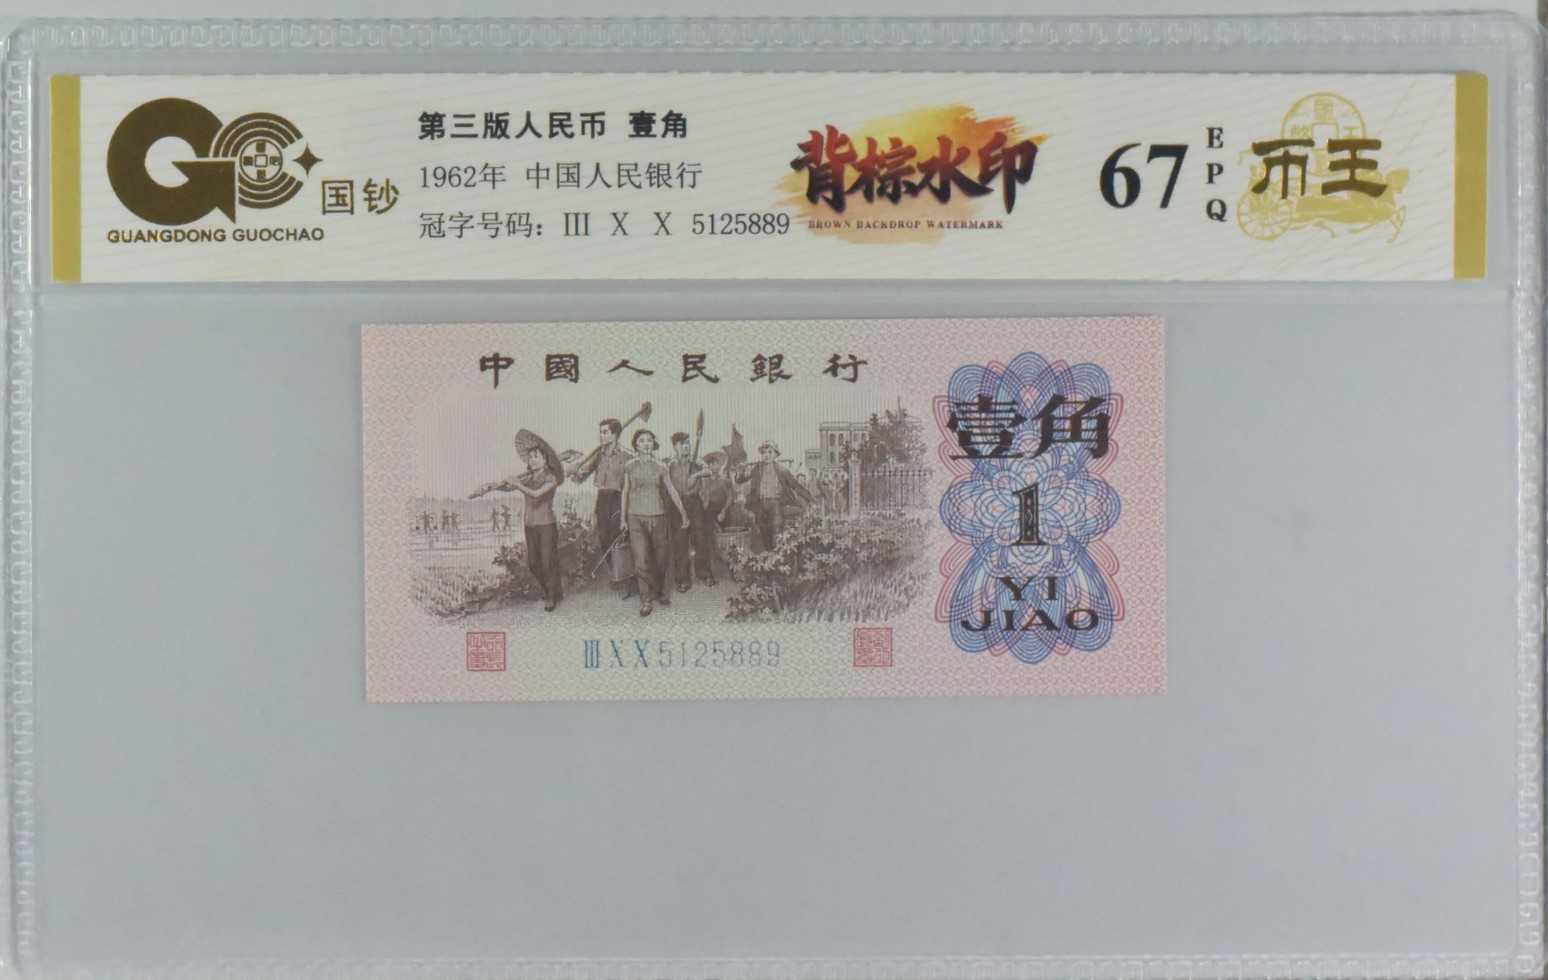 国钞
GUANGDONG GUOCHAO
第三版人民币 壹角
1962年 中国人民银行
冠字号码：Ⅲ X X 5125889
背棕水印
BROWN BACKDROP WATERMARK
67
EPQ
币王
中國人民銀行
壹角
1
YI
JIAO
ⅢXX5125889